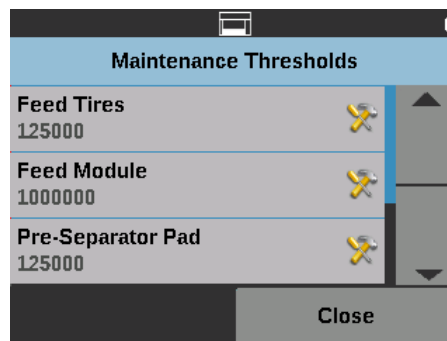 Maintenance Thresholds
Feed Tires
125000
Feed Module
1000000
Pre-Separator Pad
125000
Close